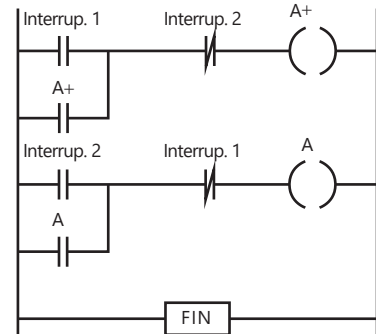 Interrup. 1 Interrup. 2 A+
A+
Interrup. 2 Interrup. 1 A
A
FIN